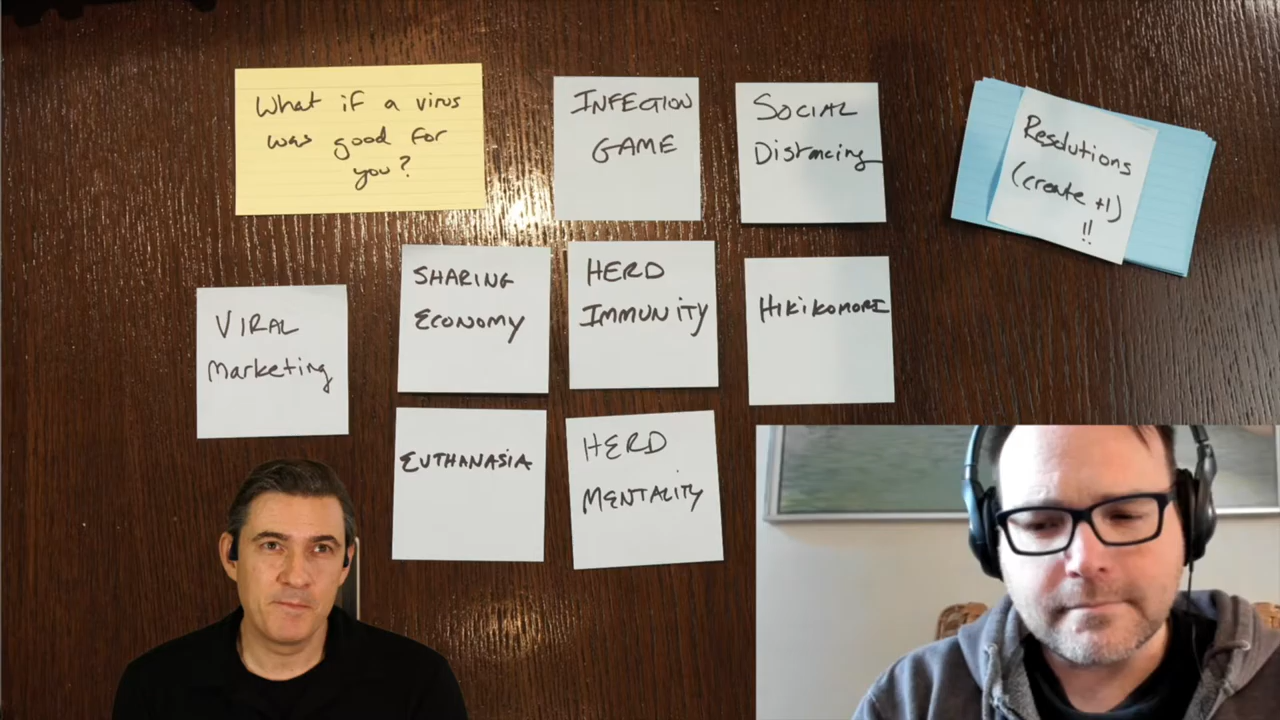 What if a virus
was good for
you?
INFECTION
GAME
SOCIAL
Distancing
Resolutions
(create +1)
!!
VIRAL
Marketing
SHARING
ECONOMY
HERD
IMMUNITY
HIKIKOMORI
EUTHANASIA
HERD
MENTALITY